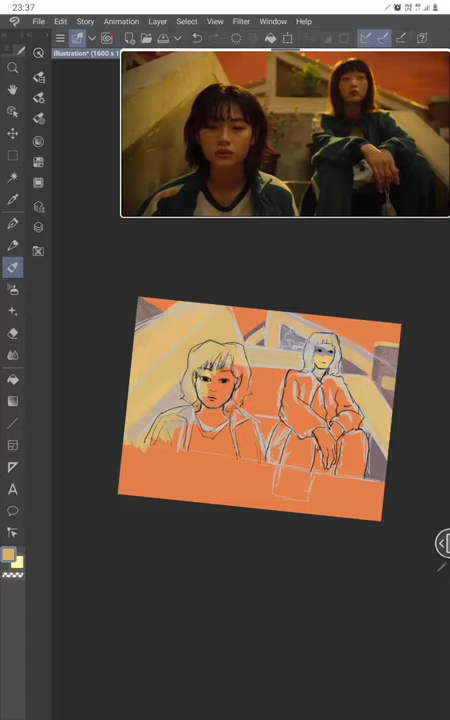 23:37
File Edit Story Animation Layer Select View Filter Window Help
Illustration* (1600 x 1